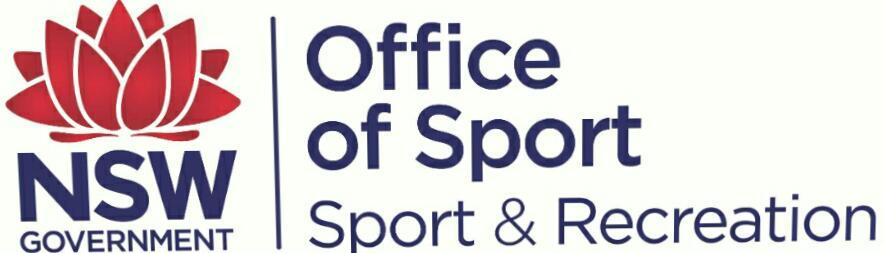 NSW
GOVERNMENT
Office
of Sport
Sport & Recreation